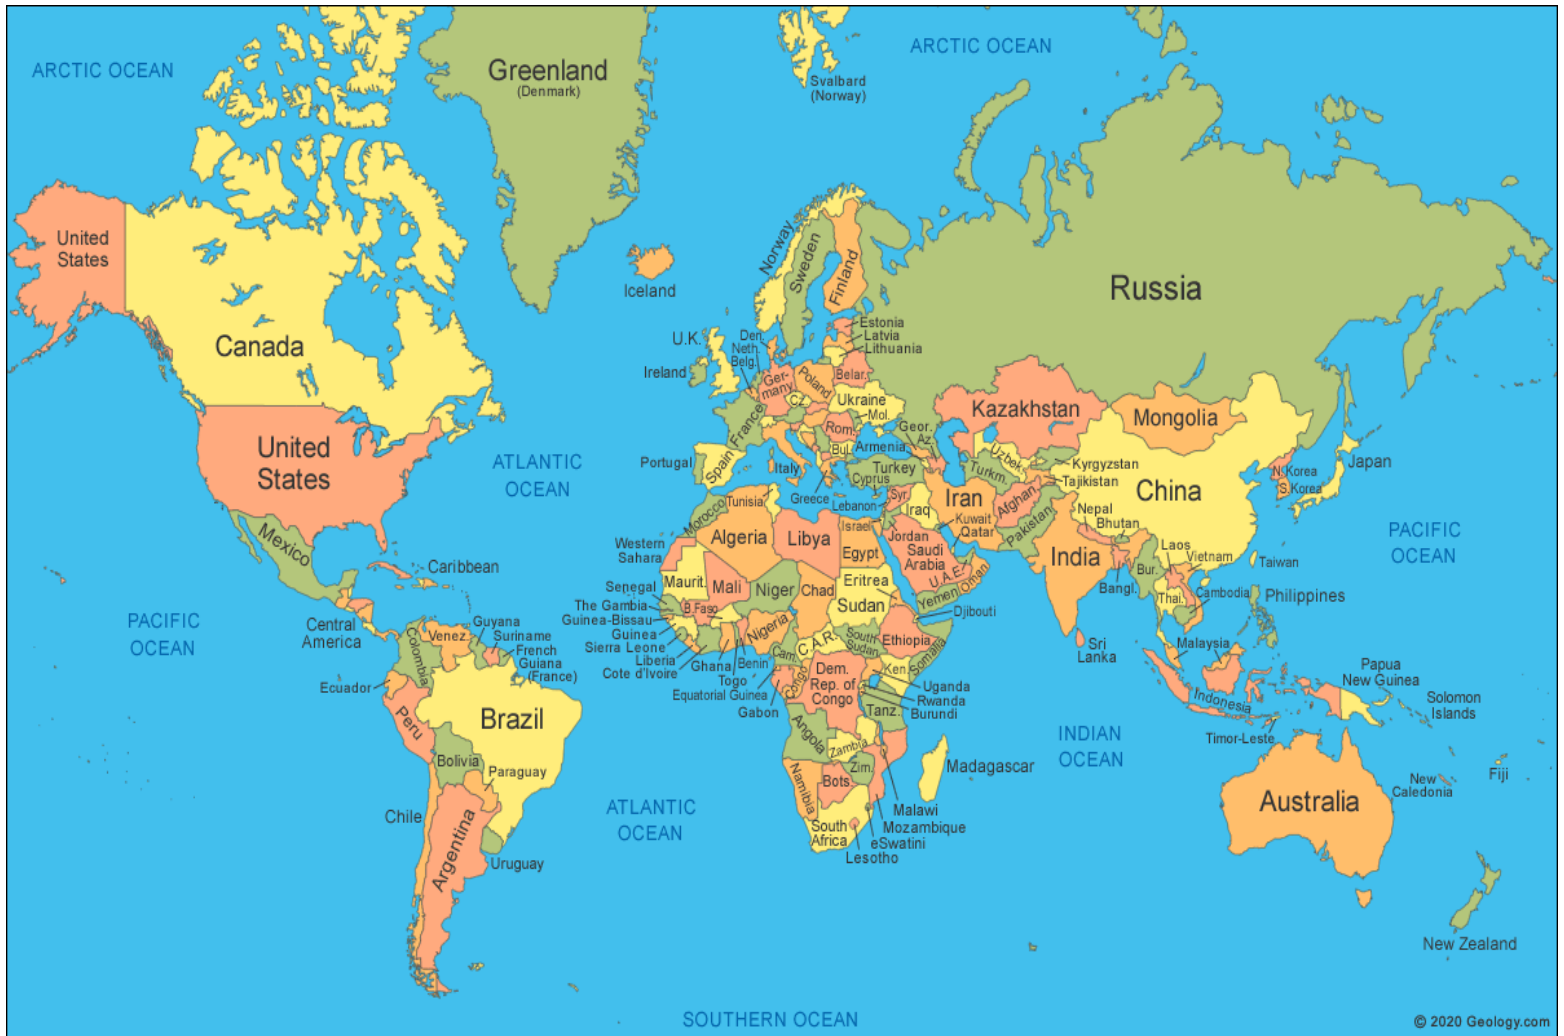 ARCTIC OCEAN
Greenland
(Denmark)
Svalbard
(Norway)
ARCTIC OCEAN
United
States
Canada
Iceland
Norway
Sweden
Finland
Russia
Estonia
Latvia
Lithuania
U.K.
Ireland
Den.
Neth.
Belg.
Ger-
many
Poland
Belar.
Cz.
Ukraine
Mol.
France
Rom.
Bul.
Italy
Spain
Portugal
Greece
Geor.
Az.
Armenia
Turkey
Cyprus
Lebanon
Syr.
Israel
Iraq
Iran
Kuwait
Qatar
Jordan
Saudi
Arabia
U.A.E.
Oman
Yemen
Kazakhstan
Uzbek.
Turkm.
Kyrgyzstan
Tajikistan
Afghan.
Pakistan
Mongolia
China
N.Korea
S.Korea
Japan
Nepal
Bhutan
India
Bangl.
Bur.
Laos
Vietnam
Thai.
Cambodia
Taiwan
Philippines
Sri
Lanka
Malaysia
Indonesia
Timor-Leste
Papua
New Guinea
Solomon
Islands
PACIFIC
OCEAN
United
States
ATLANTIC
OCEAN
Mexico
Caribbean
Central
America
PACIFIC
OCEAN
Venez.
Guyana
Suriname
French
Guiana
(France)
Colombia
Ecuador
Peru
Brazil
Bolivia
Paraguay
Chile
Argentina
Uruguay
Morocco
Tunisia
Algeria
Libya
Egypt
Western
Sahara
Maurit.
Mali
Niger
Chad
Sudan
Eritrea
Djibouti
Senegal
The Gambia
Guinea-Bissau
Guinea
Sierra Leone
Liberia
Cote d'Ivoire
B.Faso
Ghana
Togo
Benin
Nigeria
Cam.
C.A.R.
South
Sudan
Ethiopia
Somalia
Equatorial Guinea
Gabon
Congo
Dem.
Rep. of
Congo
Ken.
Uganda
Rwanda
Burundi
Tanz.
Angola
Zambia
Zim.
Namibia
Bots.
South
Africa
Malawi
Mozambique
eSwatini
Lesotho
Madagascar
ATLANTIC
OCEAN
INDIAN
OCEAN
Australia
New
Caledonia
Fiji
New Zealand
SOUTHERN OCEAN
© 2020 Geology.com